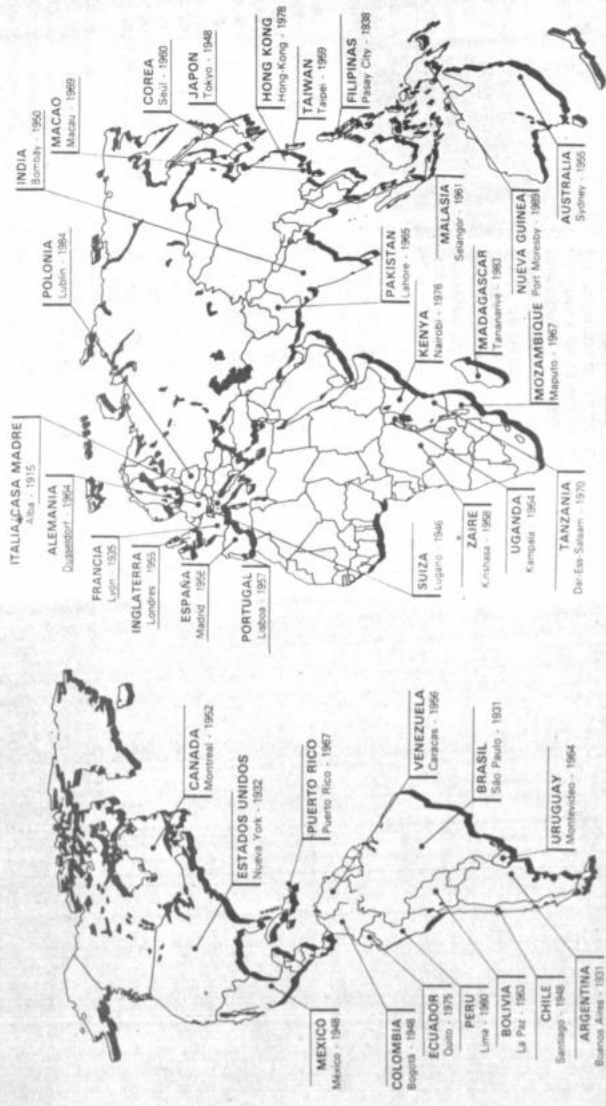 CANADA
Montreal - 1952
ESTADOS UNIDOS
Nueva York - 1932
PUERTO RICO
Puerto Rico - 1967
MEXICO
México - 1948
COLOMBIA
Bogotá - 1948
ECUADOR
Quito - 1975
PERU
Lima - 1960
BOLIVIA
La Paz - 1963
CHILE
Santiago - 1948
ARGENTINA
Buenos Aires - 1931
VENEZUELA
Caracas - 1956
BRASIL
São Paulo - 1931
URUGUAY
Montevideo - 1964
ITALIA/CASA MADRE
Alba - 1915
ALEMANIA
Dusseldorf - 1964
FRANCIA
Lyón - 1935
INGLATERRA
Londres - 1955
ESPAÑA
Madrid - 1956
PORTUGAL
Lisboa - 1957
POLONIA
Lublin - 1984
INDIA
Bombay - 1950
MACAO
Macau - 1969
COREA
Seul - 1960
JAPON
Tokyo - 1948
HONG KONG
Hong-Kong - 1978
TAIWAN
Taipei - 1959
FILIPINAS
Pasay City - 1938
SUIZA
Lugano - 1946
ZAIRE
Kinshasa - 1958
UGANDA
Kampala - 1964
TANZANIA
Dar-Ess Salaam - 1970
PAKISTAN
Lahore - 1965
KENYA
Nairobi - 1976
MALASIA
Selangor - 1961
MADAGASCAR
Tananarive - 1983
MOZAMBIQUE
Maputo - 1967
NUEVA GUINEA
Port Moresby - 1989
AUSTRALIA
Sydney - 1955